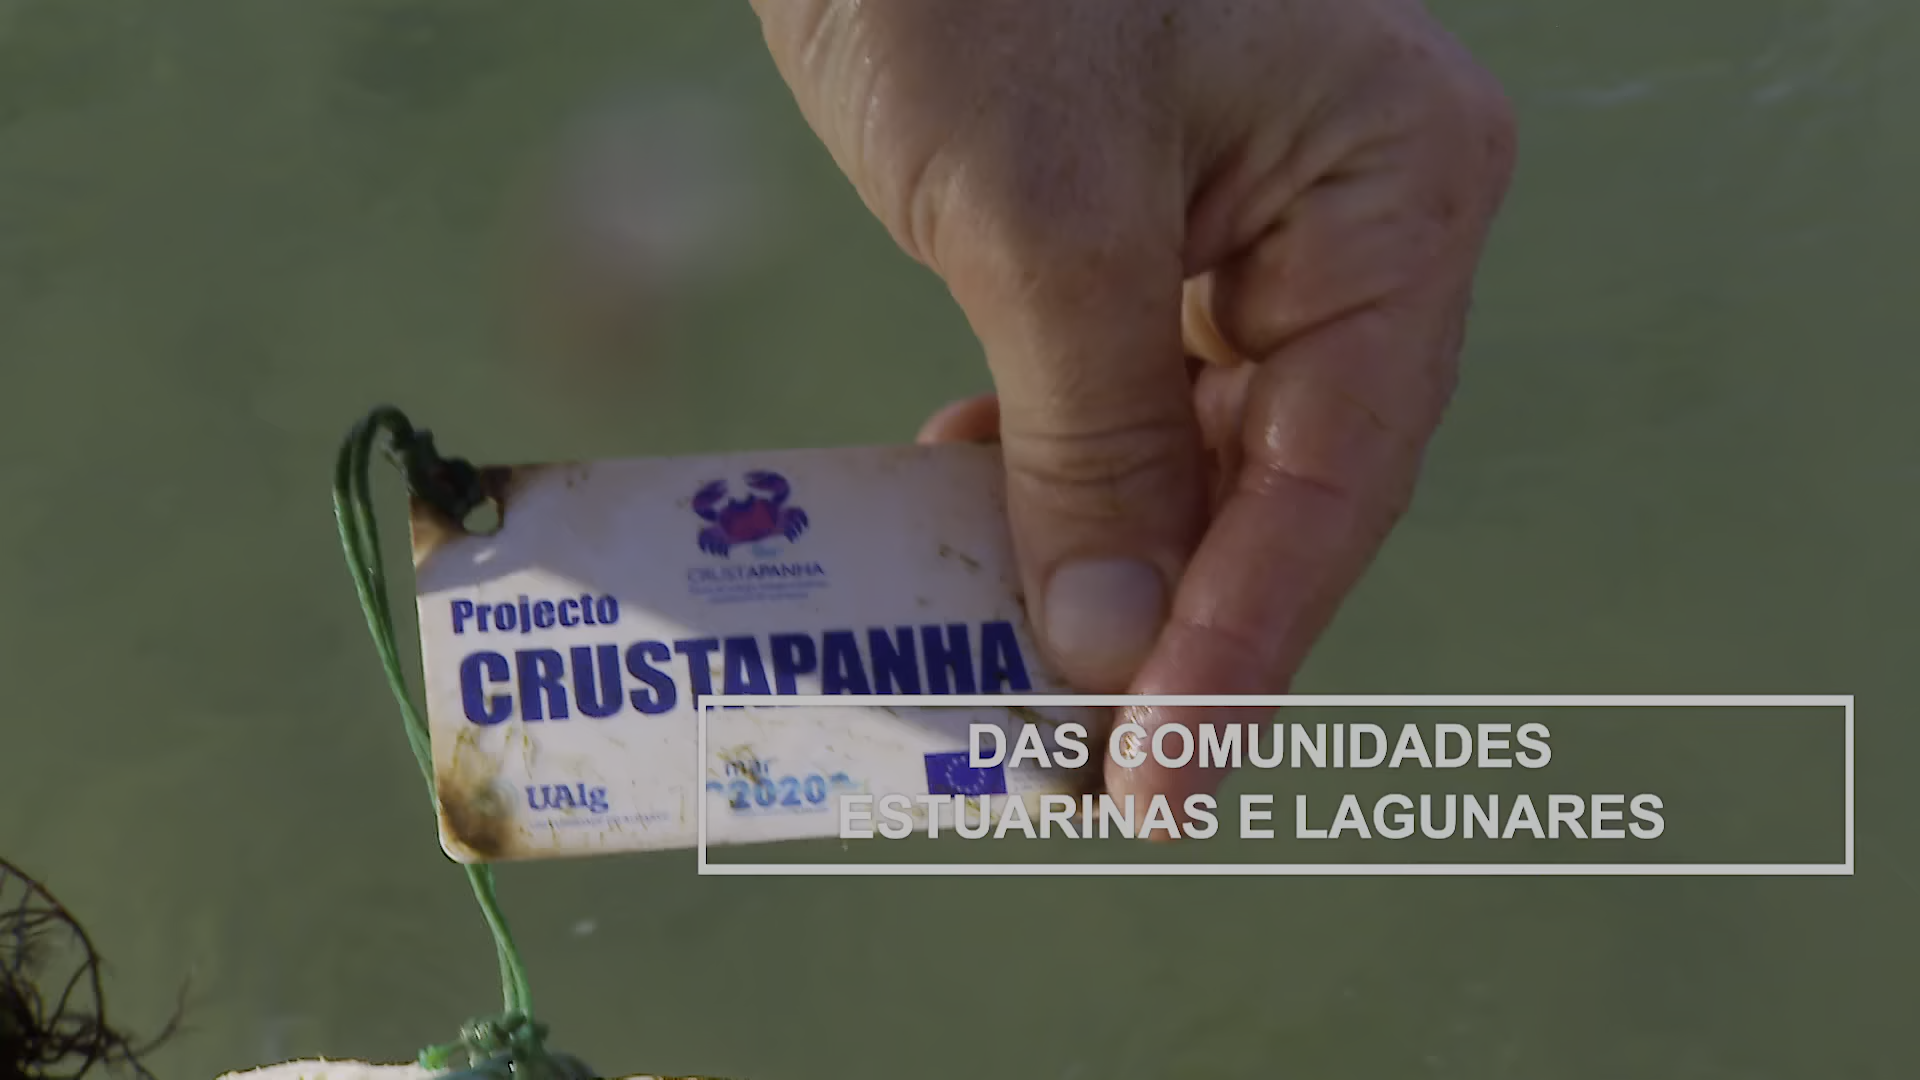 CRUSTAPANHA
Projecto
CRUSTAPANHA
UAlg
mar
2020
DAS COMUNIDADES
ESTUARINAS E LAGUNARES